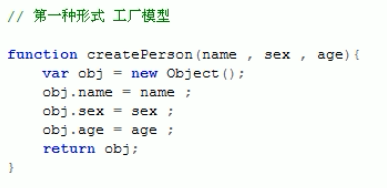 // 第一种形式 工厂模型
function createPerson(name , sex , age){
var obj = new Object();
obj.name = name ;
obj.sex = sex ;
obj.age = age ;
return obj;
}